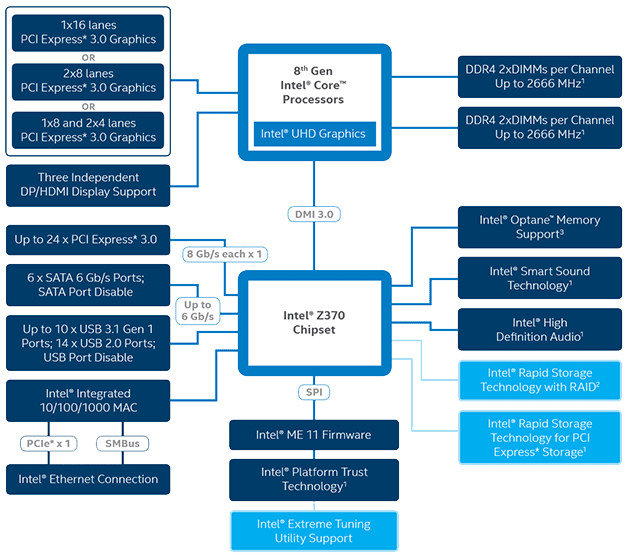 1x16 lanes
PCI Express* 3.0 Graphics
OR
2x8 lanes
PCI Express* 3.0 Graphics
OR
1x8 and 2x4 lanes
PCI Express* 3.0 Graphics
Three Independent
DP/HDMI Display Support
8th Gen
Intel® Core™
Processors
Intel® UHD Graphics
DDR4 2xDIMMs per Channel
Up to 2666 MHz¹
DDR4 2xDIMMs per Channel
Up to 2666 MHz¹
DMI 3.0
Up to 24 x PCI Express* 3.0
8 Gb/s each x 1
6 x SATA 6 Gb/s Ports;
SATA Port Disable
Up to
6 Gb/s
Up to 10 x USB 3.1 Gen 1
Ports; 14 x USB 2.0 Ports;
USB Port Disable
Intel® Integrated
10/100/1000 MAC
PCIe* x 1
SMBus
Intel® Ethernet Connection
Intel® Z370
Chipset
Intel® Optane™ Memory
Support³
Intel® Smart Sound
Technology¹
Intel® High
Definition Audio¹
Intel® Rapid Storage
Technology with RAID²
Intel® Rapid Storage
Technology for PCI
Express* Storage¹
SPI
Intel® ME 11 Firmware
Intel® Platform Trust
Technology¹
Intel® Extreme Tuning
Utility Support